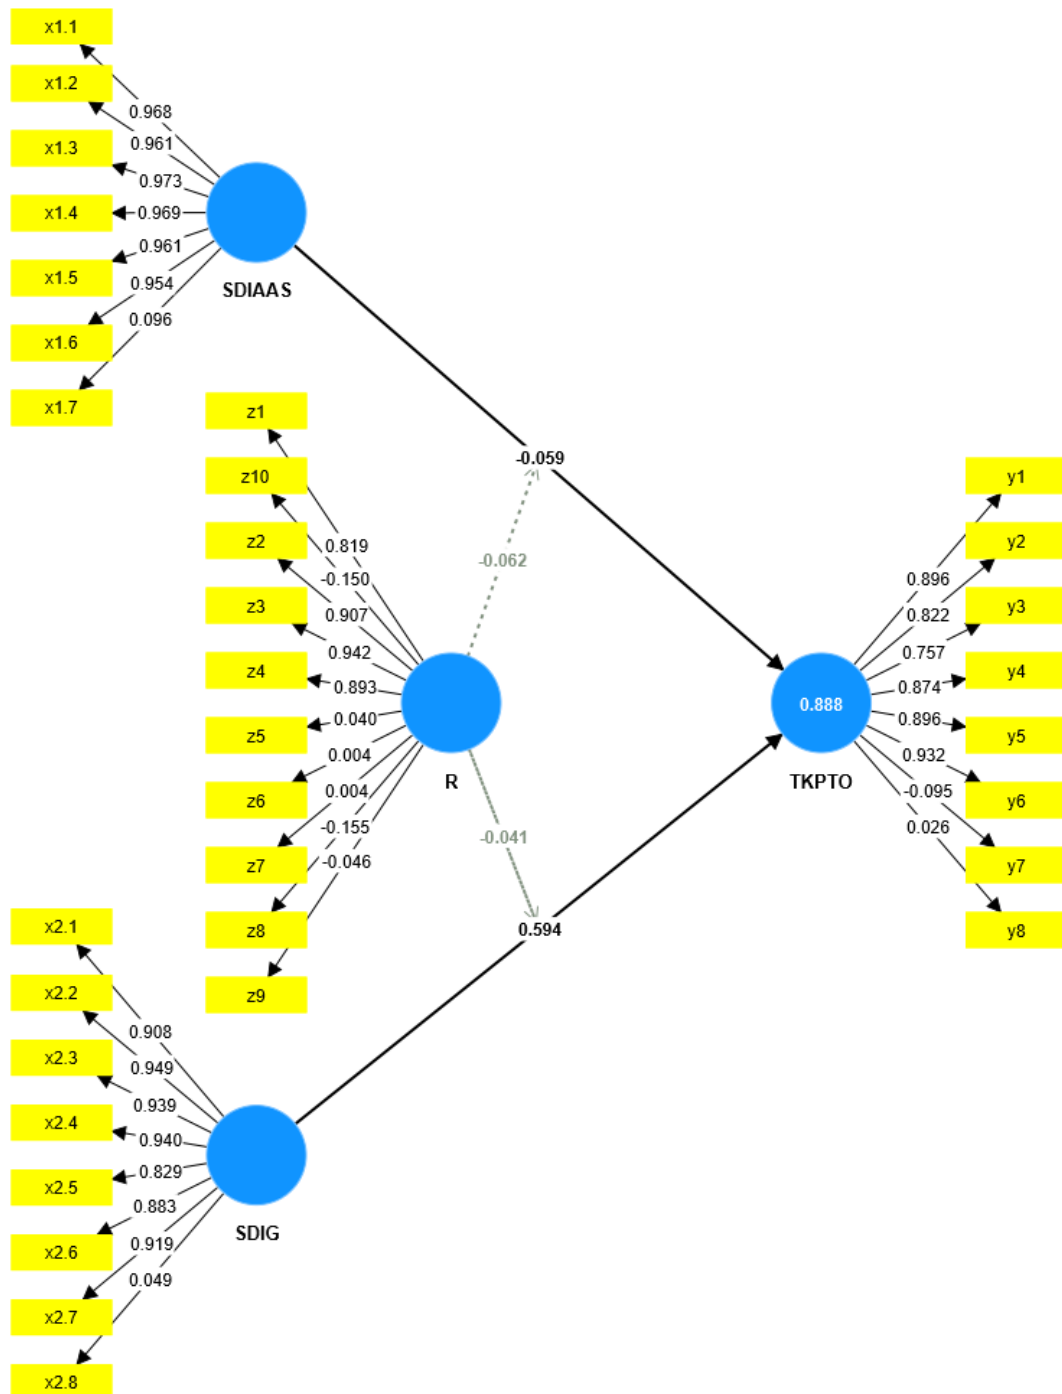 x1.1
x1.2
x1.3
x1.4
x1.5
x1.6
x1.7
0.968
0.961
0.973
0.969
0.961
0.954
0.096
SDIAAS
z1
z10
z2
z3
z4
z5
z6
z7
z8
z9
0.819
-0.150
0.907
0.942
0.893
0.040
0.004
0.004
-0.155
-0.046
R
-0.059
-0.062
-0.041
0.594
x2.1
x2.2
x2.3
x2.4
x2.5
x2.6
x2.7
x2.8
0.908
0.949
0.939
0.940
0.829
0.883
0.919
0.049
SDIG
0.888
TKPTO
0.896
0.822
0.757
0.874
0.896
0.932
-0.095
0.026
y1
y2
y3
y4
y5
y6
y7
y8